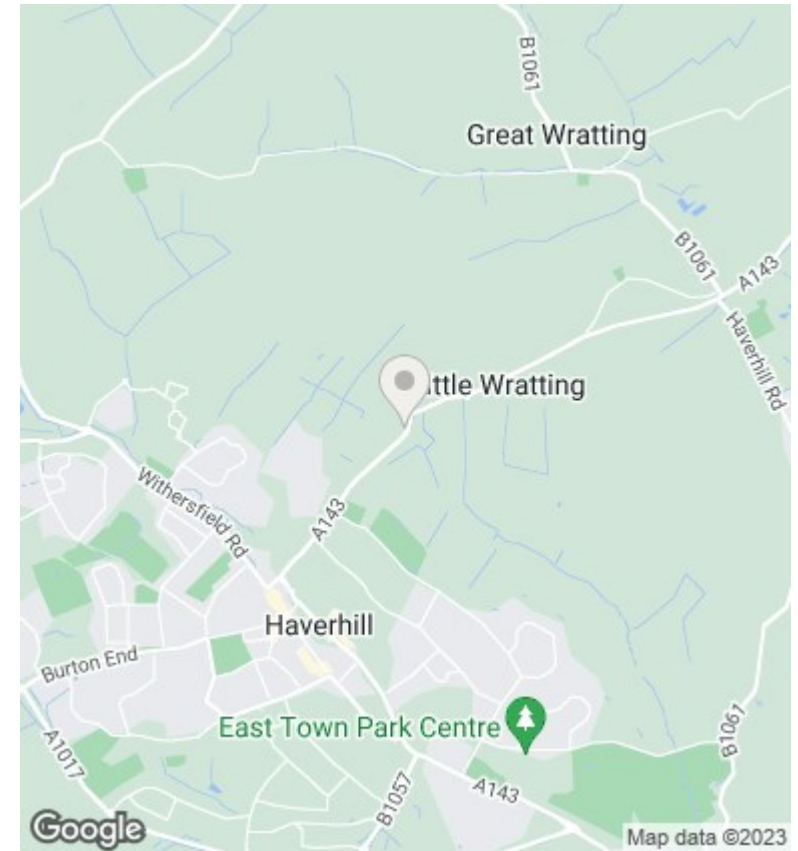 B1061
Great Wratting
B1061
A143
Haverhill Rd
ittle Wratting
Withersfield Rd
A143
Haverhill
Burton End
East Town Park Centre
A1017
B1061
A143
B1057
Google
Map data ©2023